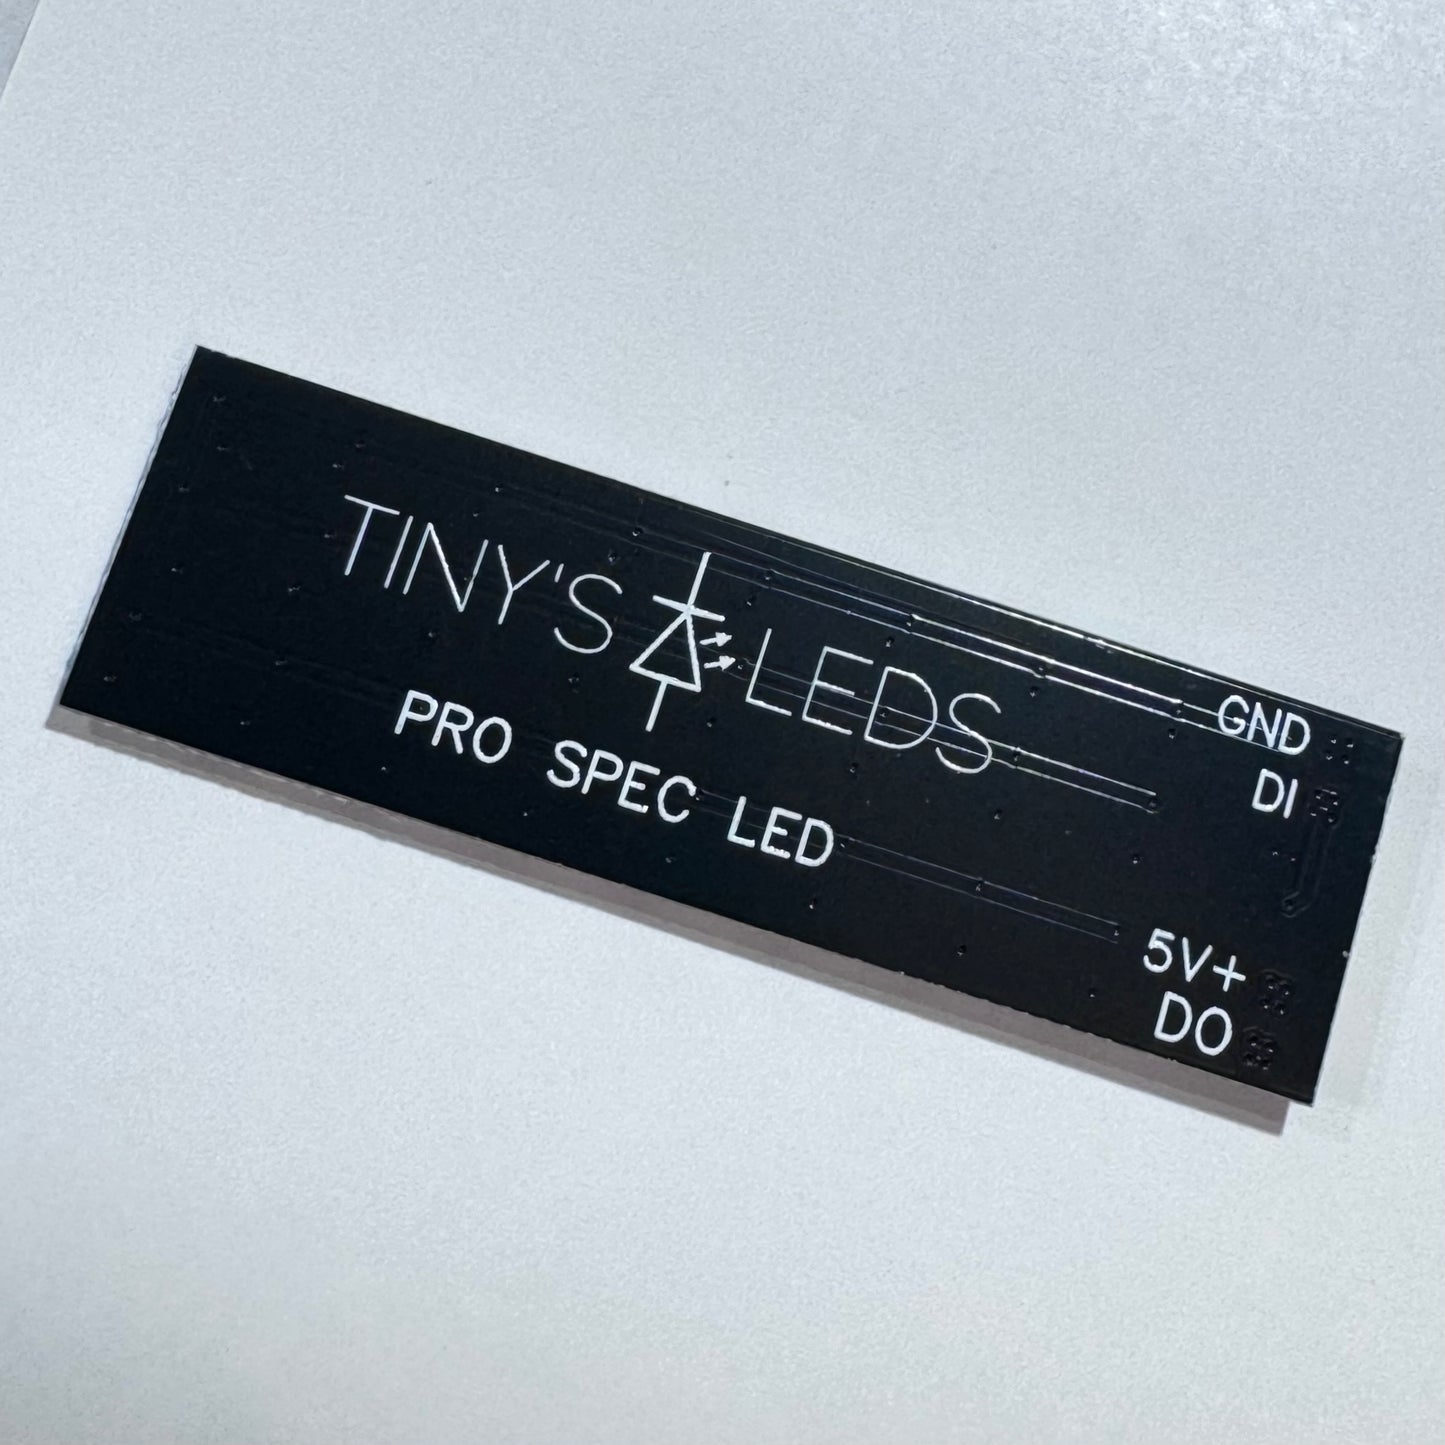 TINY'S LEDS
PRO SPEC LED
GND
DI
5V+
DO